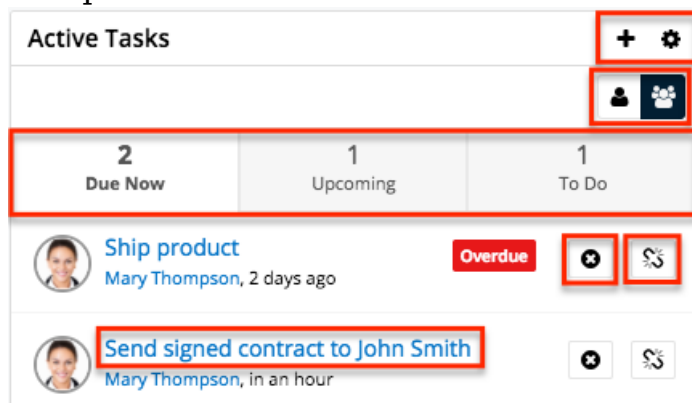 Active Tasks
2 1 1
Due Now Upcoming To Do
Ship product Overdue
Mary Thompson, 2 days ago
Send signed contract to John Smith
Mary Thompson, in an hour